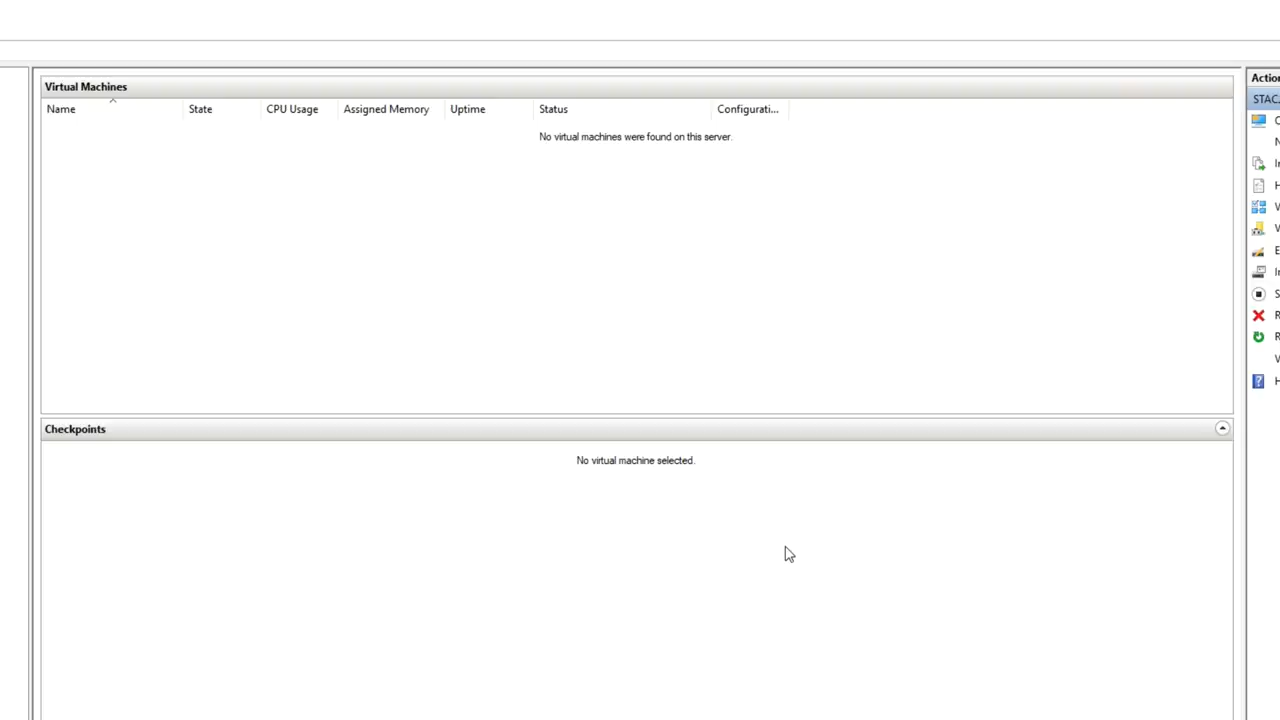 Virtual Machines
Name State CPU Usage Assigned Memory Uptime Status Configurati...
No virtual machines were found on this server.
Checkpoints
No virtual machine selected.
Action
STAC